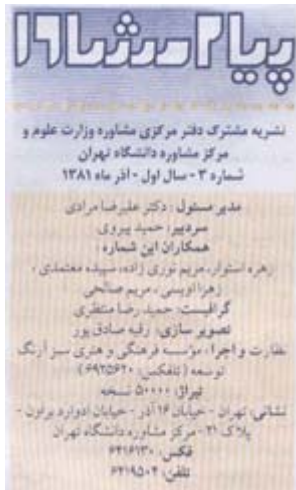 پیام مشاور
نشریه مشترک دفتر مرکزی مشاوره وزارت علوم و
مرکز مشاوره دانشگاه تهران
شماره ۳ - سال اول - آذر ماه ۱۳۸۱
مدیر مسئول : دکتر علیرضا مرادی
سردبیر: حمید پیروی
همکاران این شماره :
زهره استوار، مریم نوری زاده، سپیده معتمدی ،
زهرا اویسی ، مریم صالحی
گرافیست: حمید رضا منتظری
تصویر سازی: رقیه صادق پور
نظارت و اجرا : مؤسسه فرهنگی و هنری سبز آرنگ
توسعه ( تلفکس: ۶۹۲۵۶۲۰ )
تیراژ: ۵۰۰۰۰ نسخه
نشانی: تهران - خیابان ۱۶ آذر - خیابان ادوارد براون -
پلاک ۲۱ - مرکز مشاوره دانشگاه تهران
فکس: ۶۴۱۶۱۳۰
تلفن: ۶۴۱۹۵۰۴